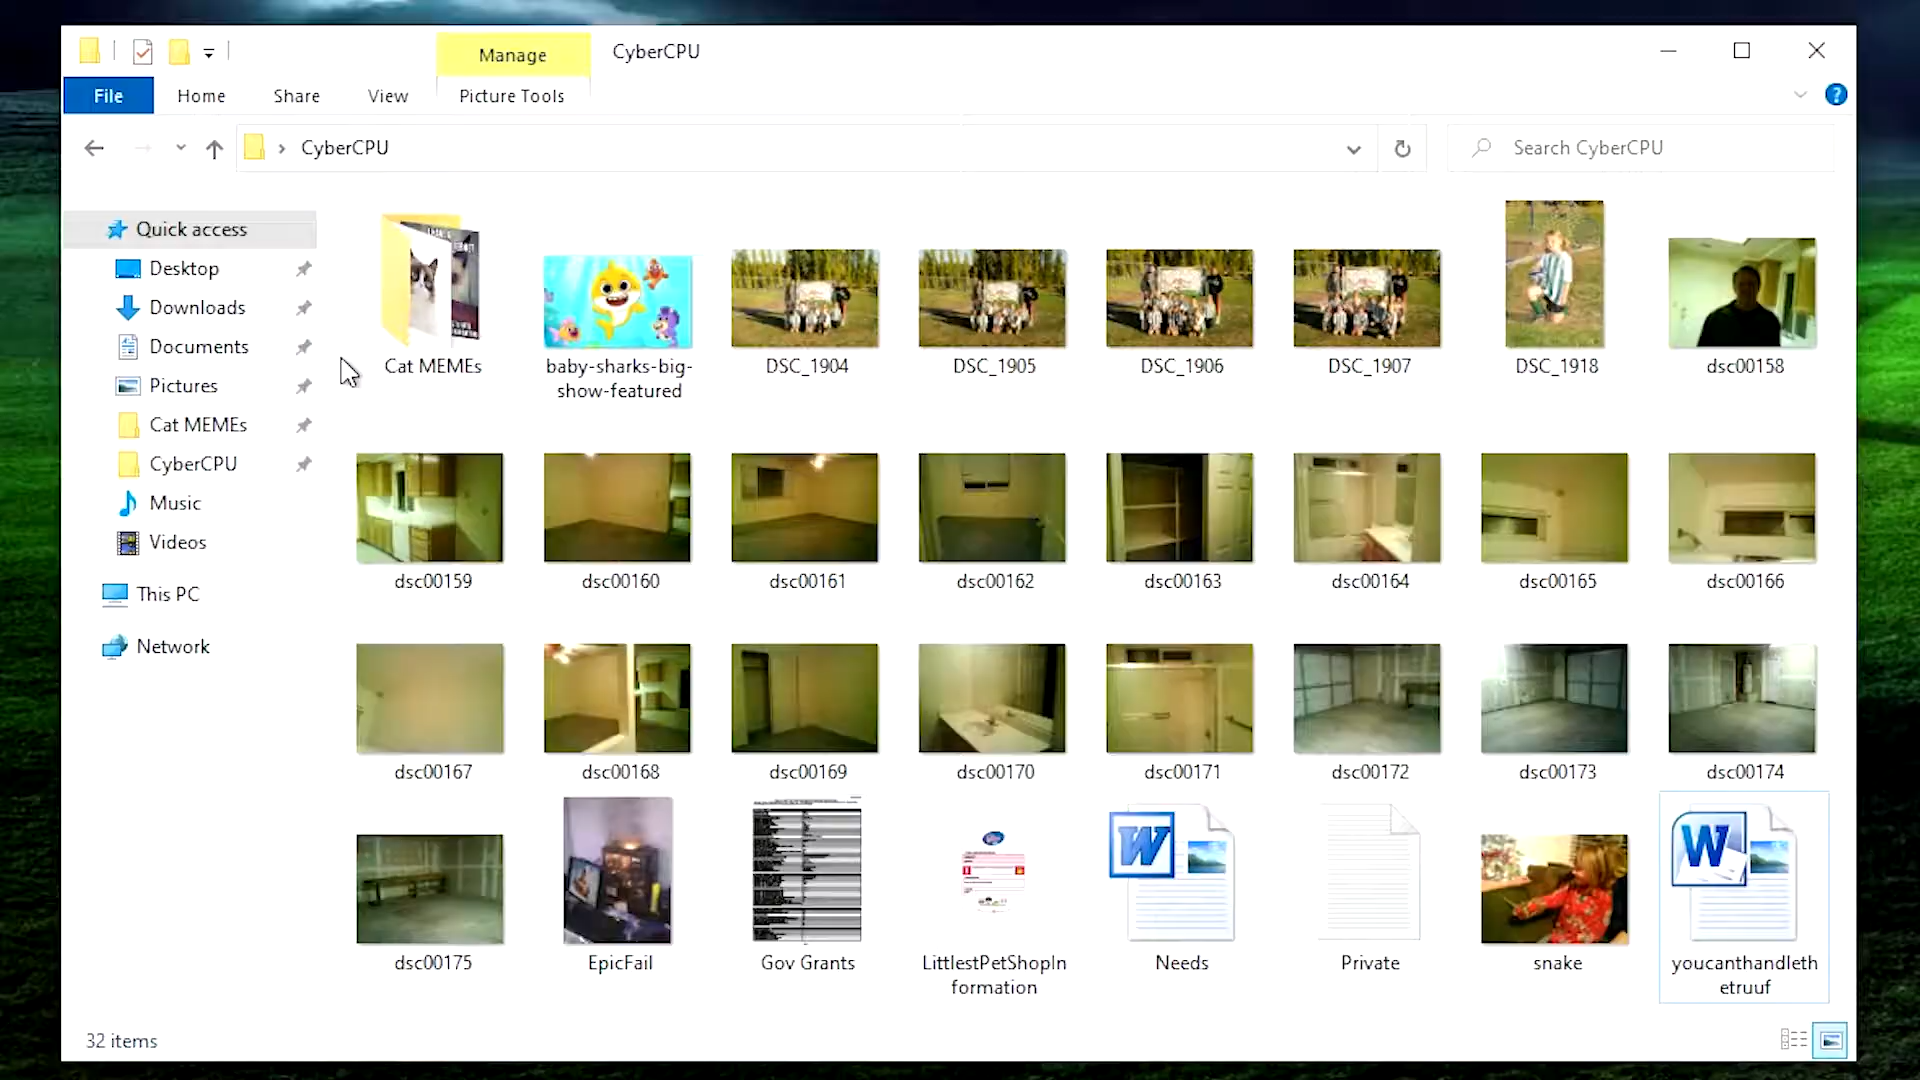 Manage
CyberCPU
File
Home
Share
View
Picture Tools
?
CyberCPU
Search CyberCPU
Quick access
Desktop
Downloads
Documents
Pictures
Cat MEMEs
CyberCPU
Music
Videos
This PC
Network
Cat MEMEs
baby-sharks-big-
show-featured
DSC_1904
DSC_1905
DSC_1906
DSC_1907
DSC_1918
dsc00158
dsc00159
dsc00160
dsc00161
dsc00162
dsc00163
dsc00164
dsc00165
dsc00166
dsc00167
dsc00168
dsc00169
dsc00170
dsc00171
dsc00172
dsc00173
dsc00174
W
W
dsc00175
EpicFail
Gov Grants
LittlestPetShopIn
formation
Needs
Private
snake
youcanthandleth
etruuf
32 items